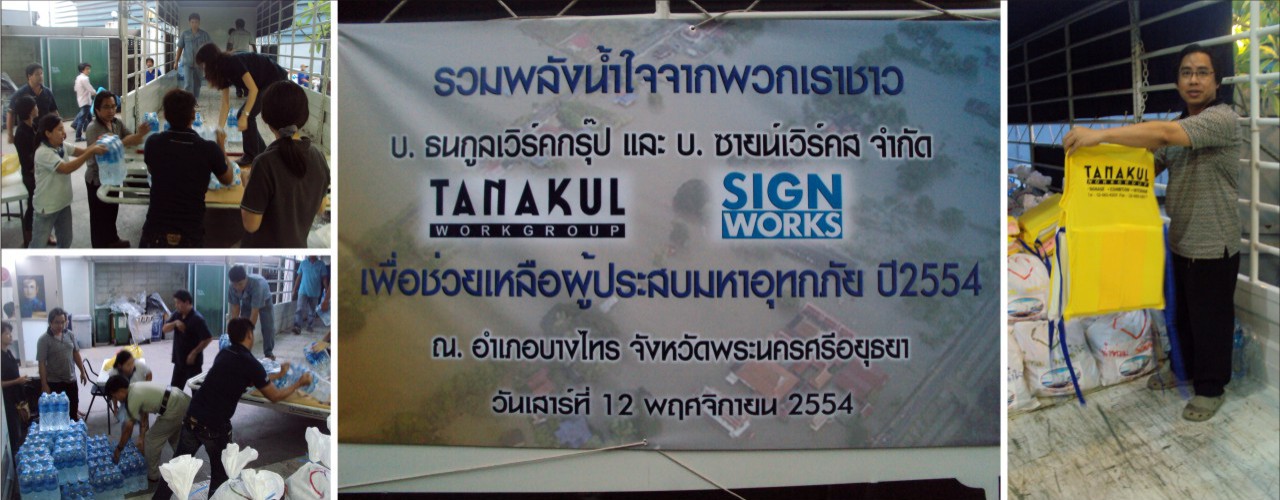 รวมพลังน้ำใจจากพวกเราชาว
บ. ธนกูลเวิร์คกรุ๊ป และ บ. ซายน์เวิร์คส จำกัด
TANAKUL
WORKGROUP
SIGN
WORKS
เพื่อช่วยเหลือผู้ประสบมหาอุทกภัย ปี2554
ณ. อำเภอบางไทร จังหวัดพระนครศรีอยุธยา
วันเสาร์ที่ 12 พฤศจิกายน 2554
TANAKUL
WORKGROUP